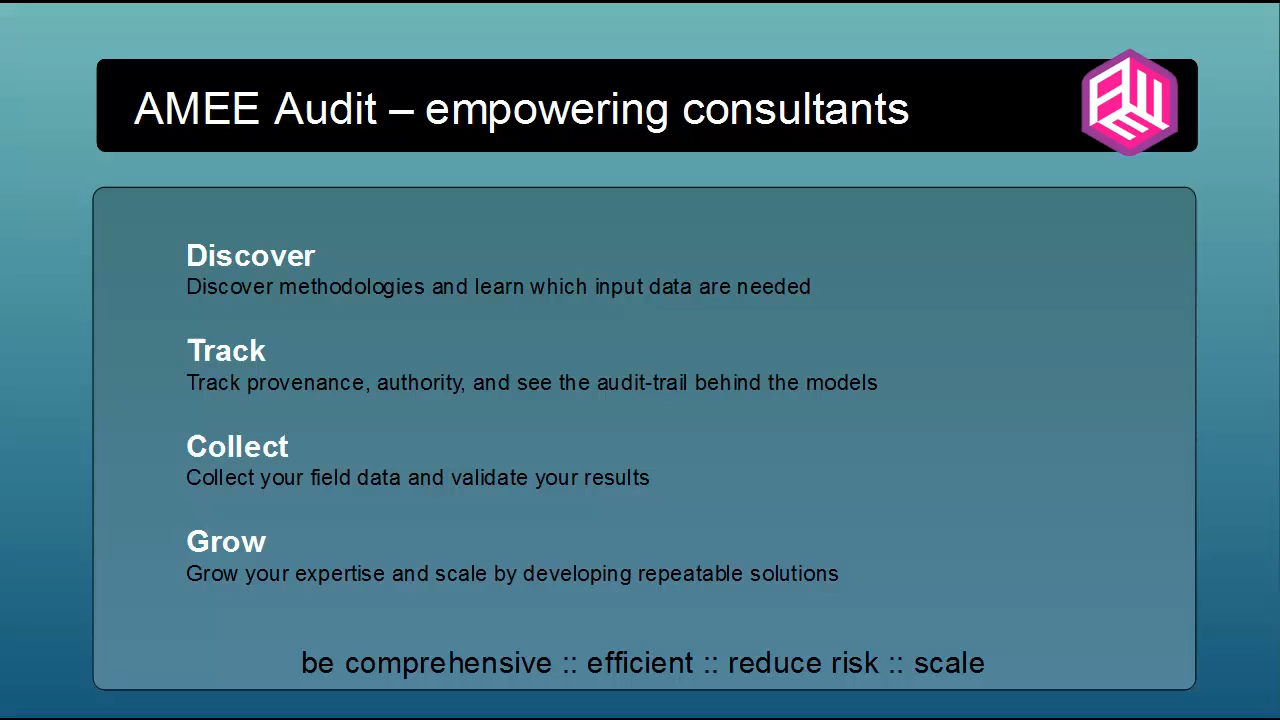 AMEE Audit – empowering consultants
Discover
Discover methodologies and learn which input data are needed
Track
Track provenance, authority, and see the audit-trail behind the models
Collect
Collect your field data and validate your results
Grow
Grow your expertise and scale by developing repeatable solutions
be comprehensive :: efficient :: reduce risk :: scale